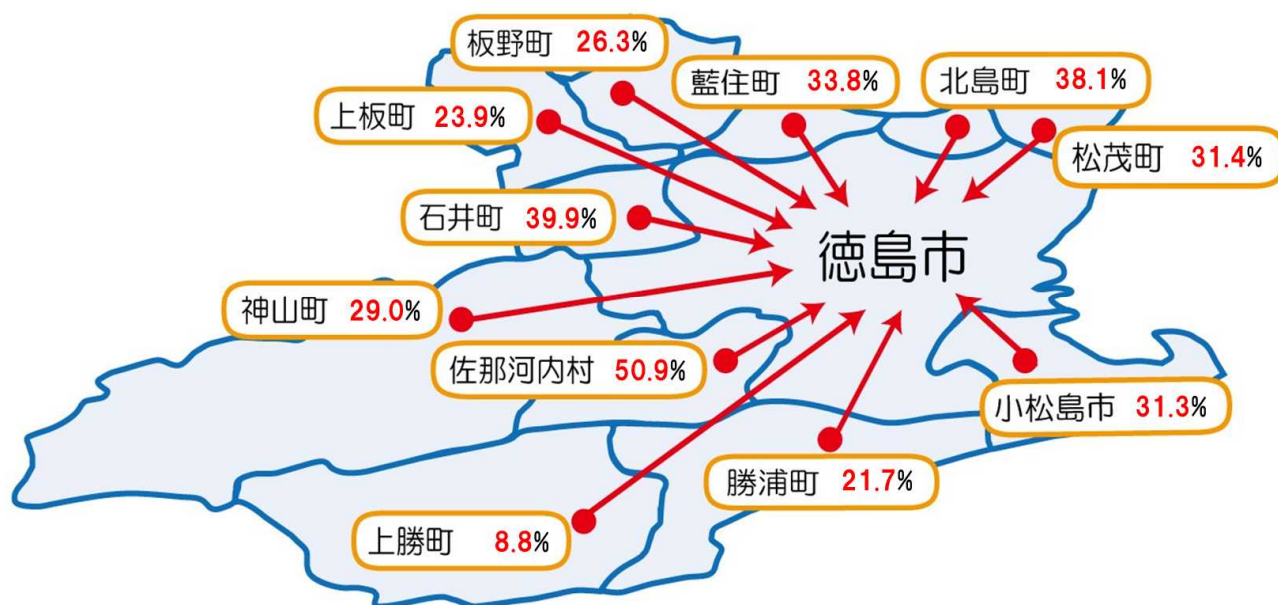 板野町 26.3%
藍住町 33.8%
北島町 38.1%
上板町 23.9%
松茂町 31.4%
石井町 39.9%
徳島市
神山町 29.0%
佐那河内村 50.9%
小松島市 31.3%
勝浦町 21.7%
上勝町 8.8%